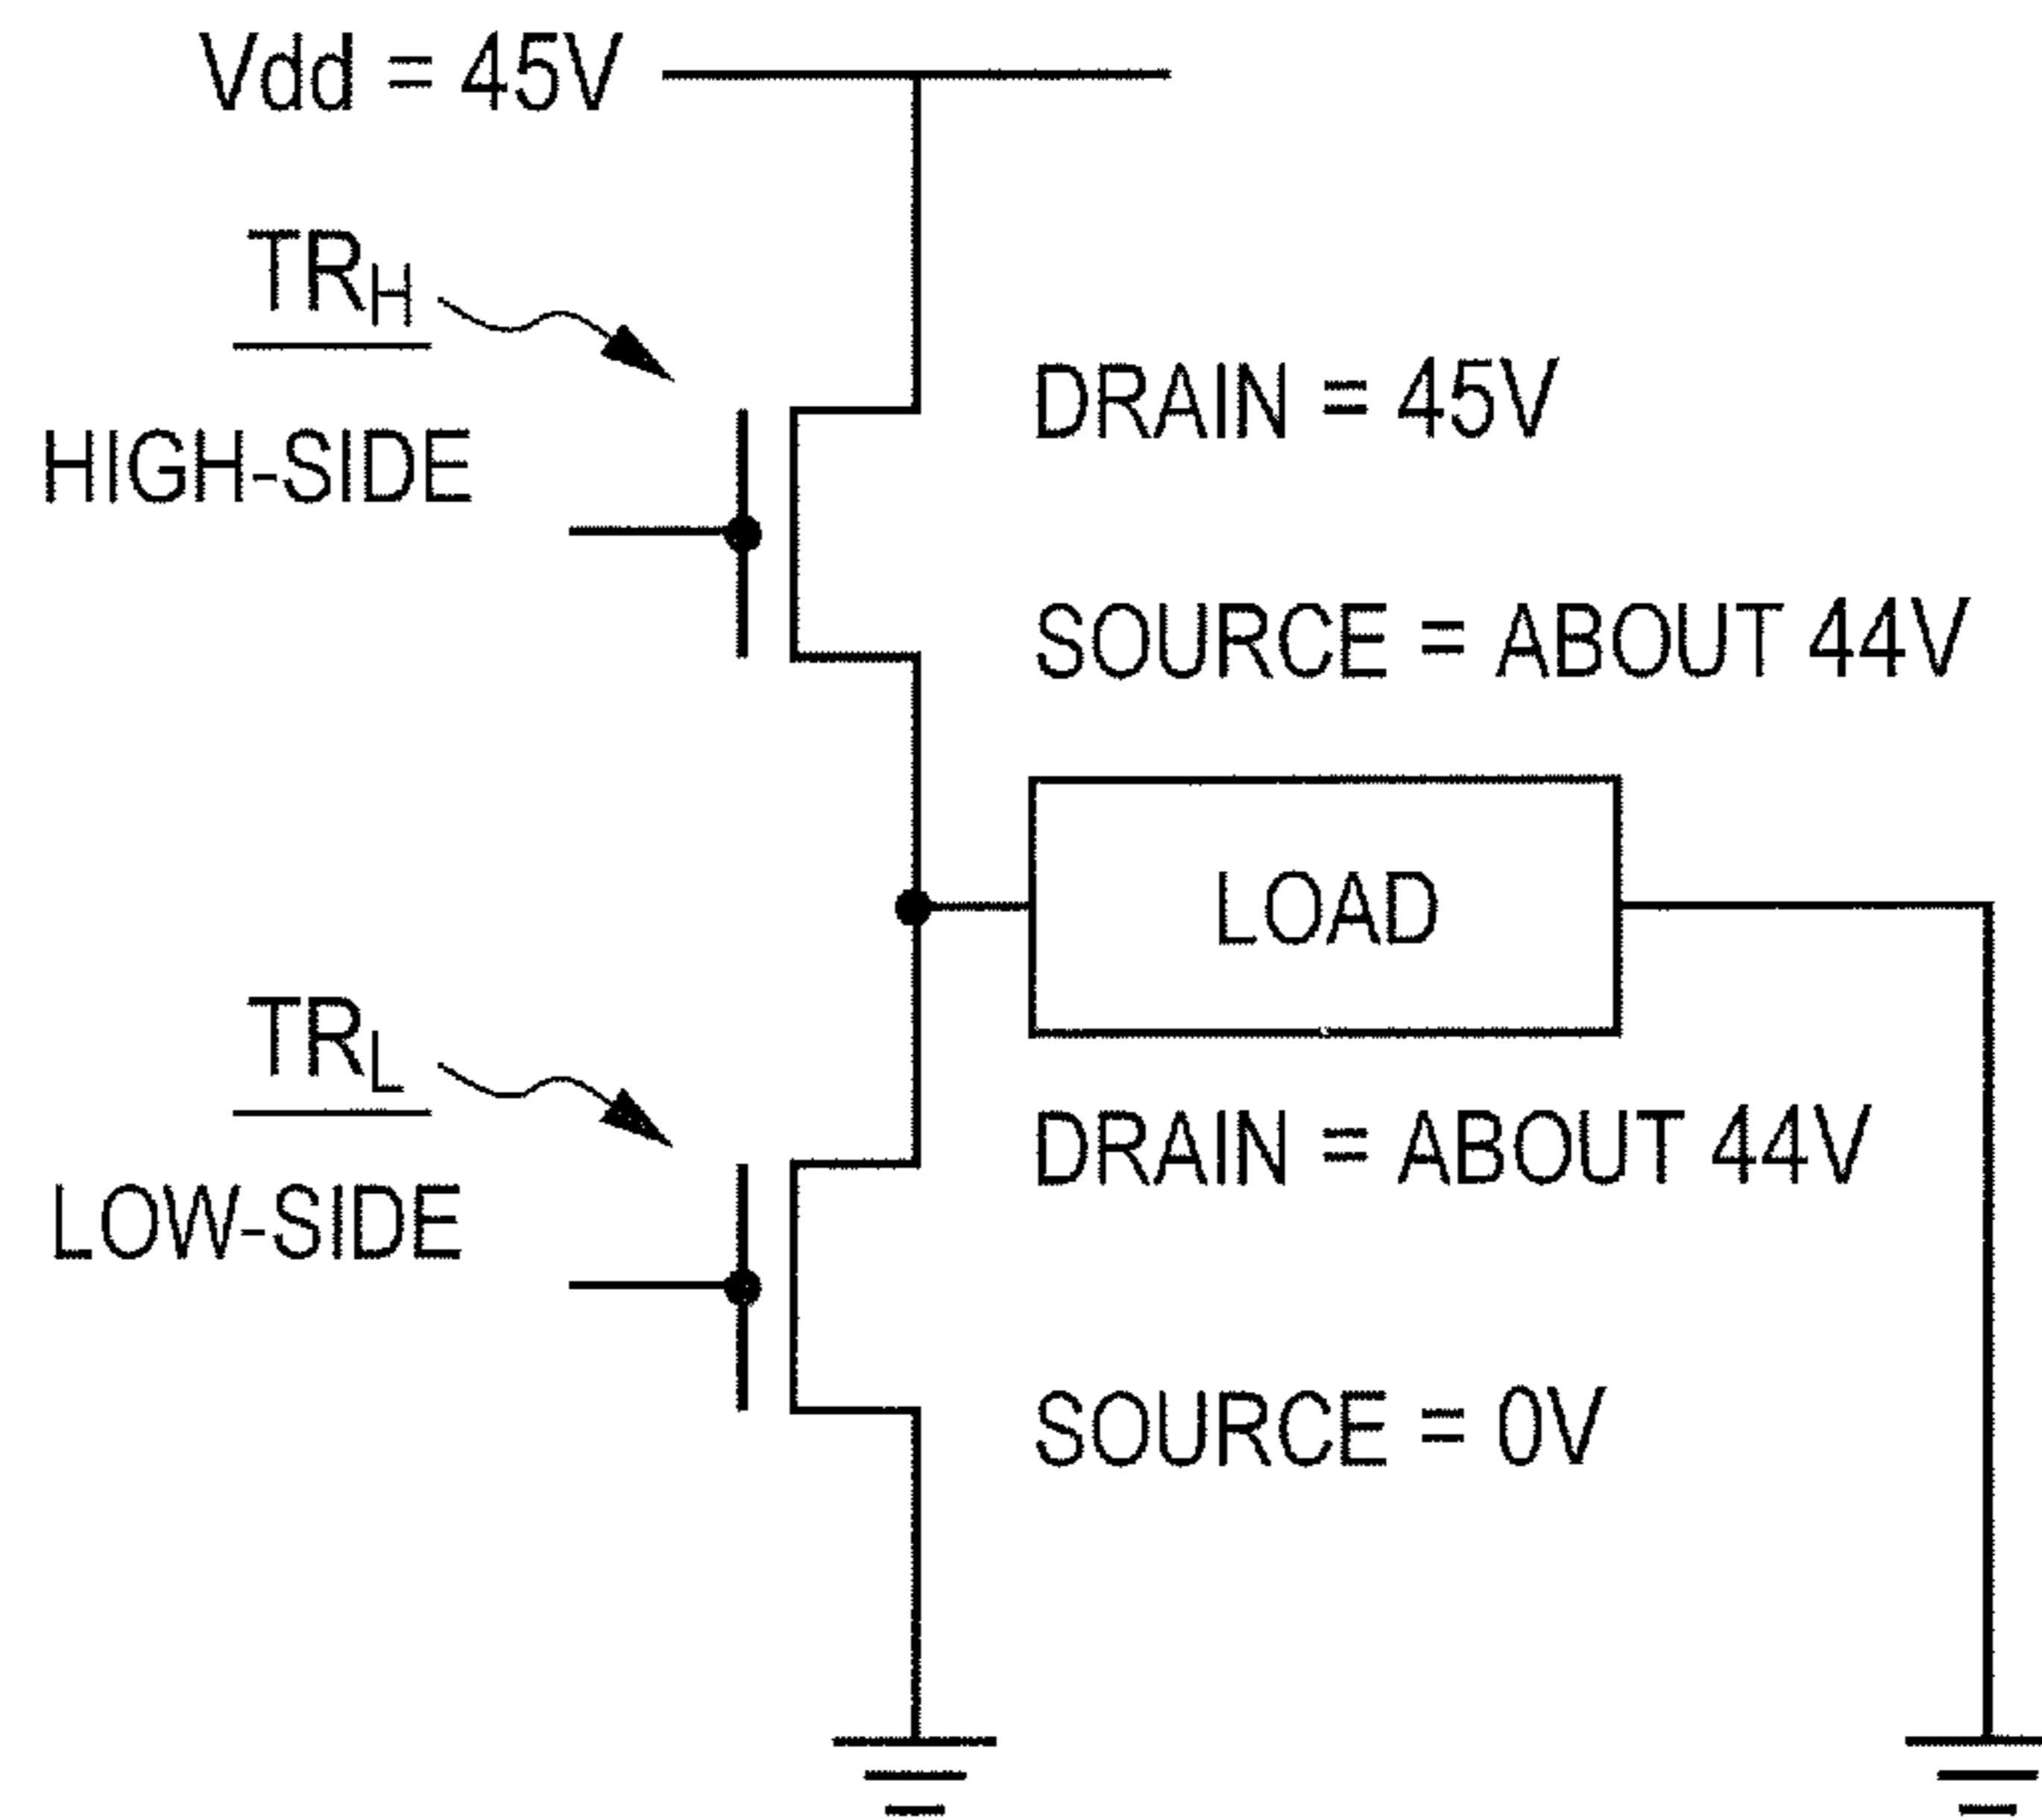 Vdd = 45V
TRH
HIGH-SIDE
DRAIN = 45V
SOURCE = ABOUT 44V
LOAD
TRL
LOW-SIDE
DRAIN = ABOUT 44V
SOURCE = 0V